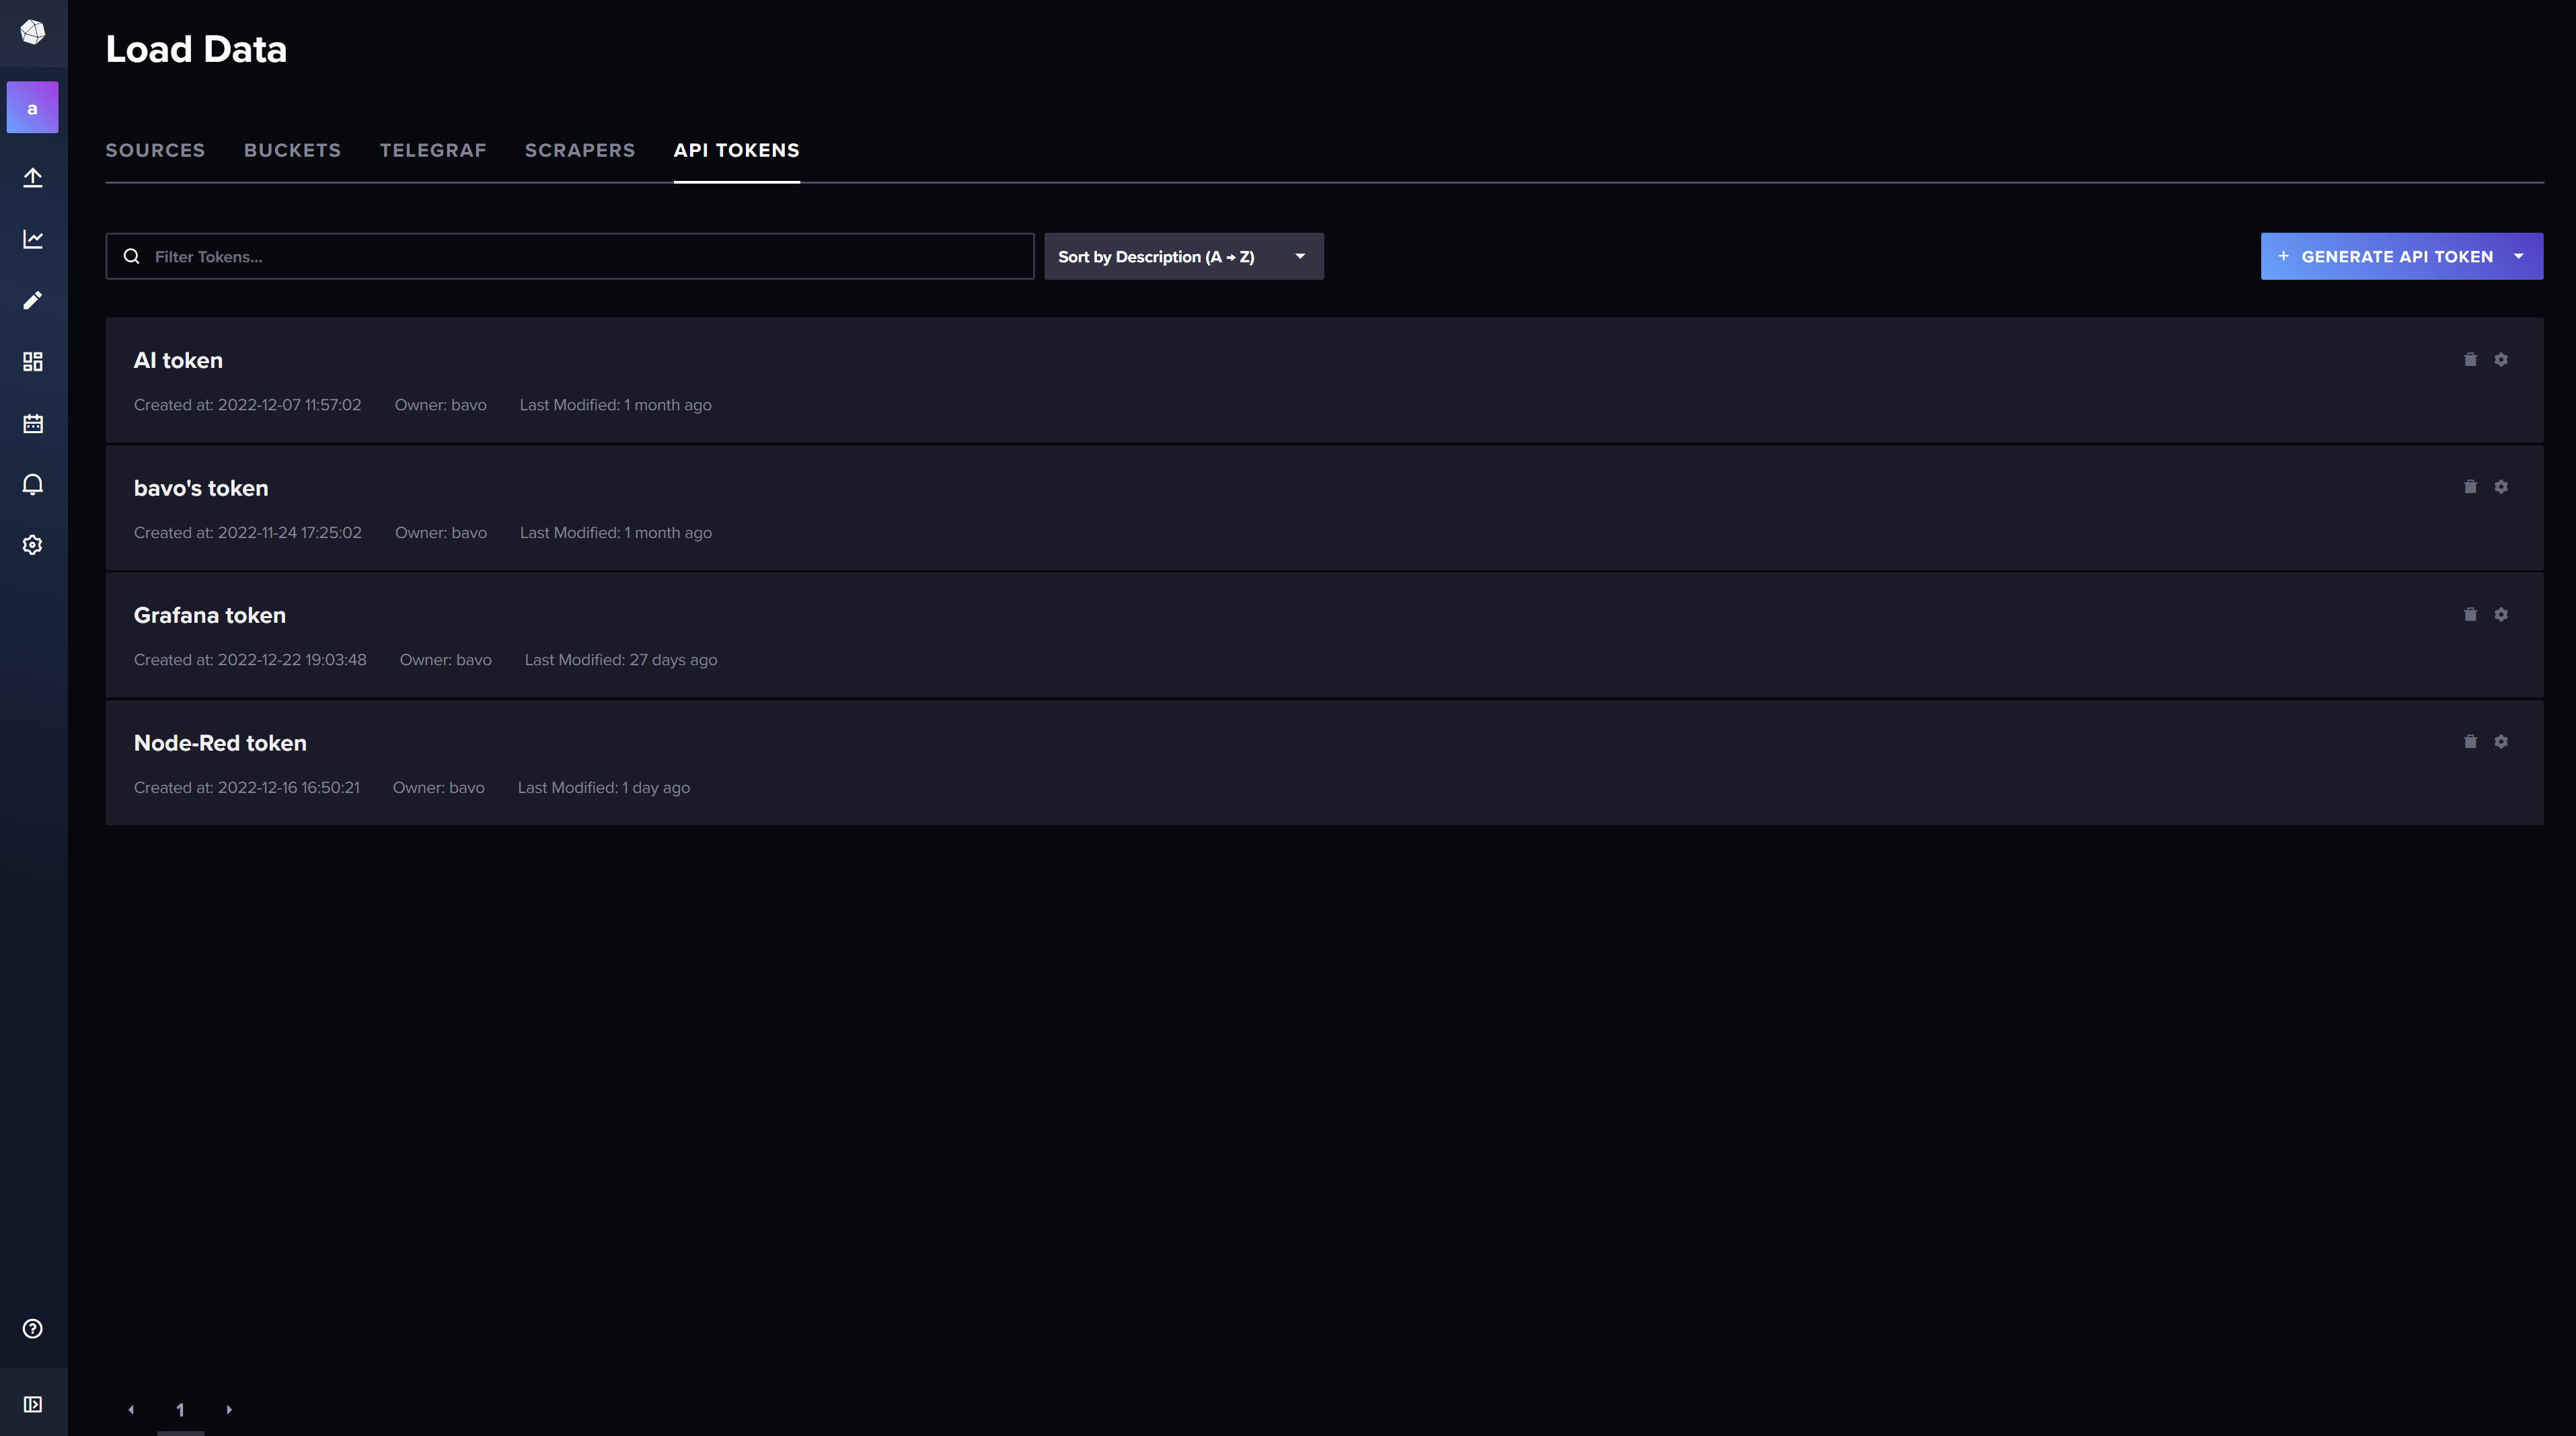 Load Data
a
SOURCES BUCKETS TELEGRAF SCRAPERS API TOKENS
Filter Tokens... Sort by Description (A → Z) + GENERATE API TOKEN
AI token
Created at: 2022-12-07 11:57:02 Owner: bavo Last Modified: 1 month ago
bavo's token
Created at: 2022-11-24 17:25:02 Owner: bavo Last Modified: 1 month ago
Grafana token
Created at: 2022-12-22 19:03:48 Owner: bavo Last Modified: 27 days ago
Node-Red token
Created at: 2022-12-16 16:50:21 Owner: bavo Last Modified: 1 day ago
1